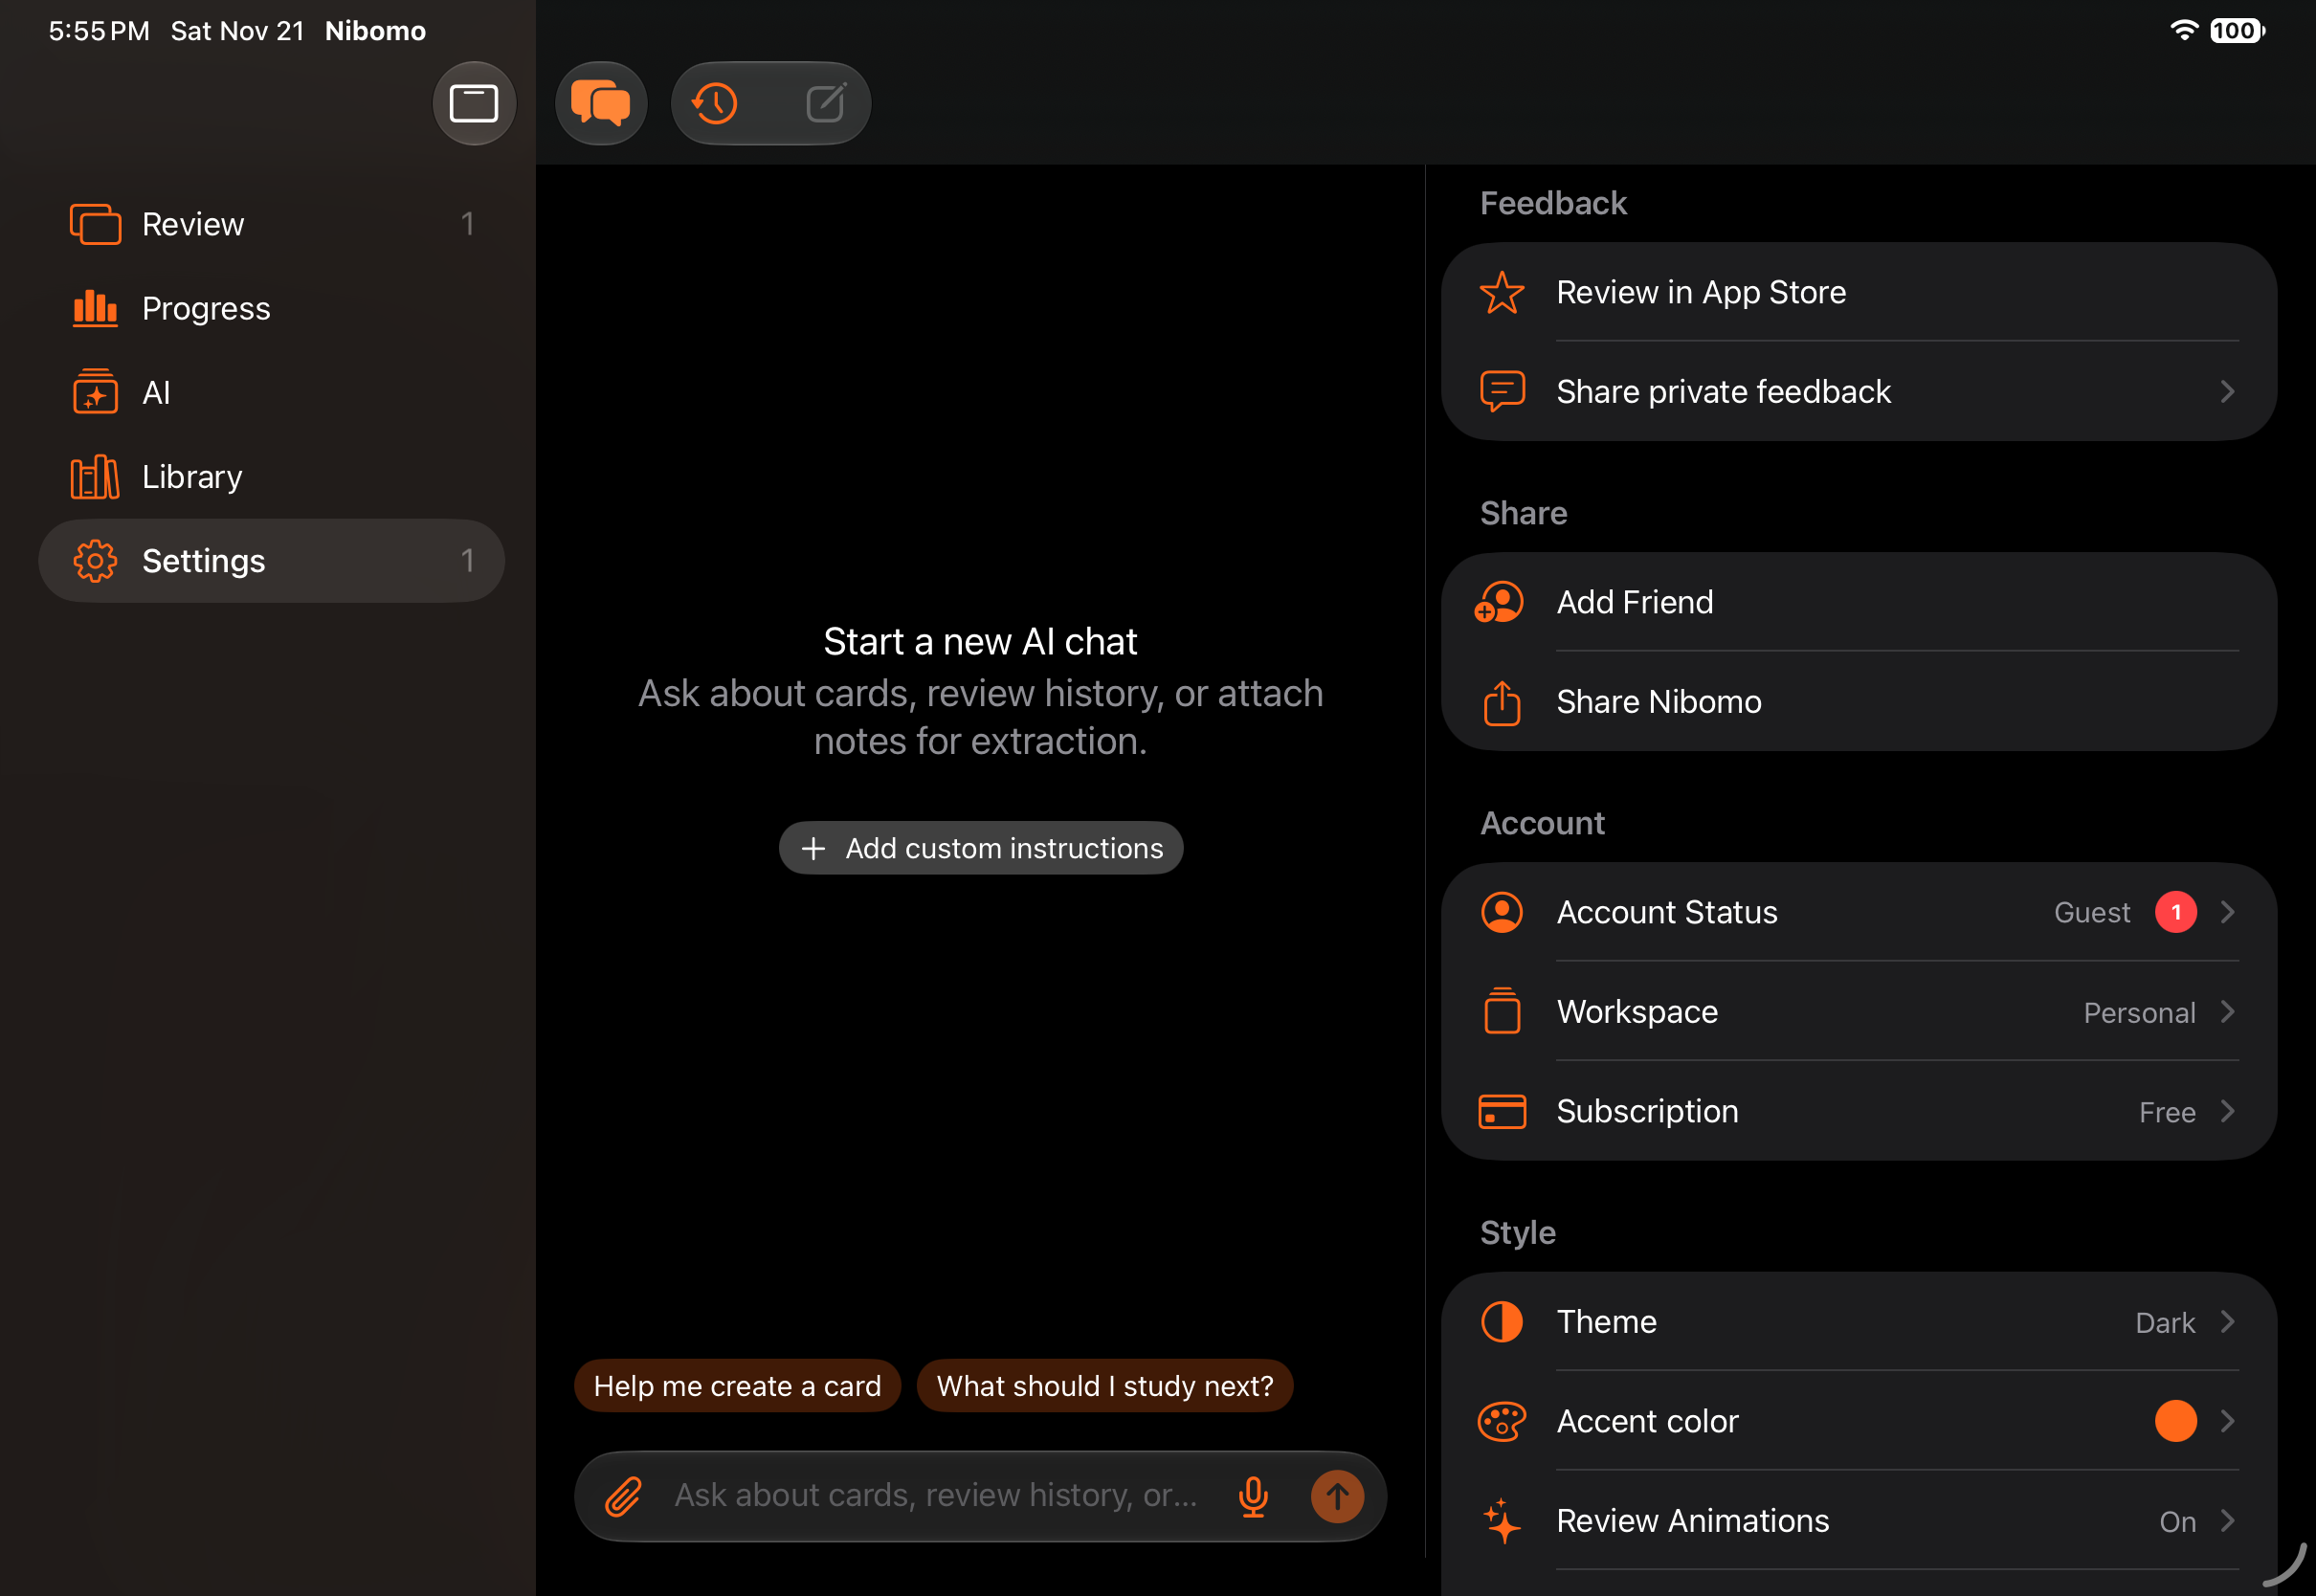 5:55 PM Sat Nov 21 Nibomo
100
Review 1
Progress
AI
Library
Settings 1
Start a new AI chat
Ask about cards, review history, or attach
notes for extraction.
+ Add custom instructions
Help me create a card
What should I study next?
Ask about cards, review history, or...
Feedback
Review in App Store
Share private feedback
Share
Add Friend
Share Nibomo
Account
Account Status Guest 1
Workspace Personal
Subscription Free
Style
Theme Dark
Accent color
Review Animations On